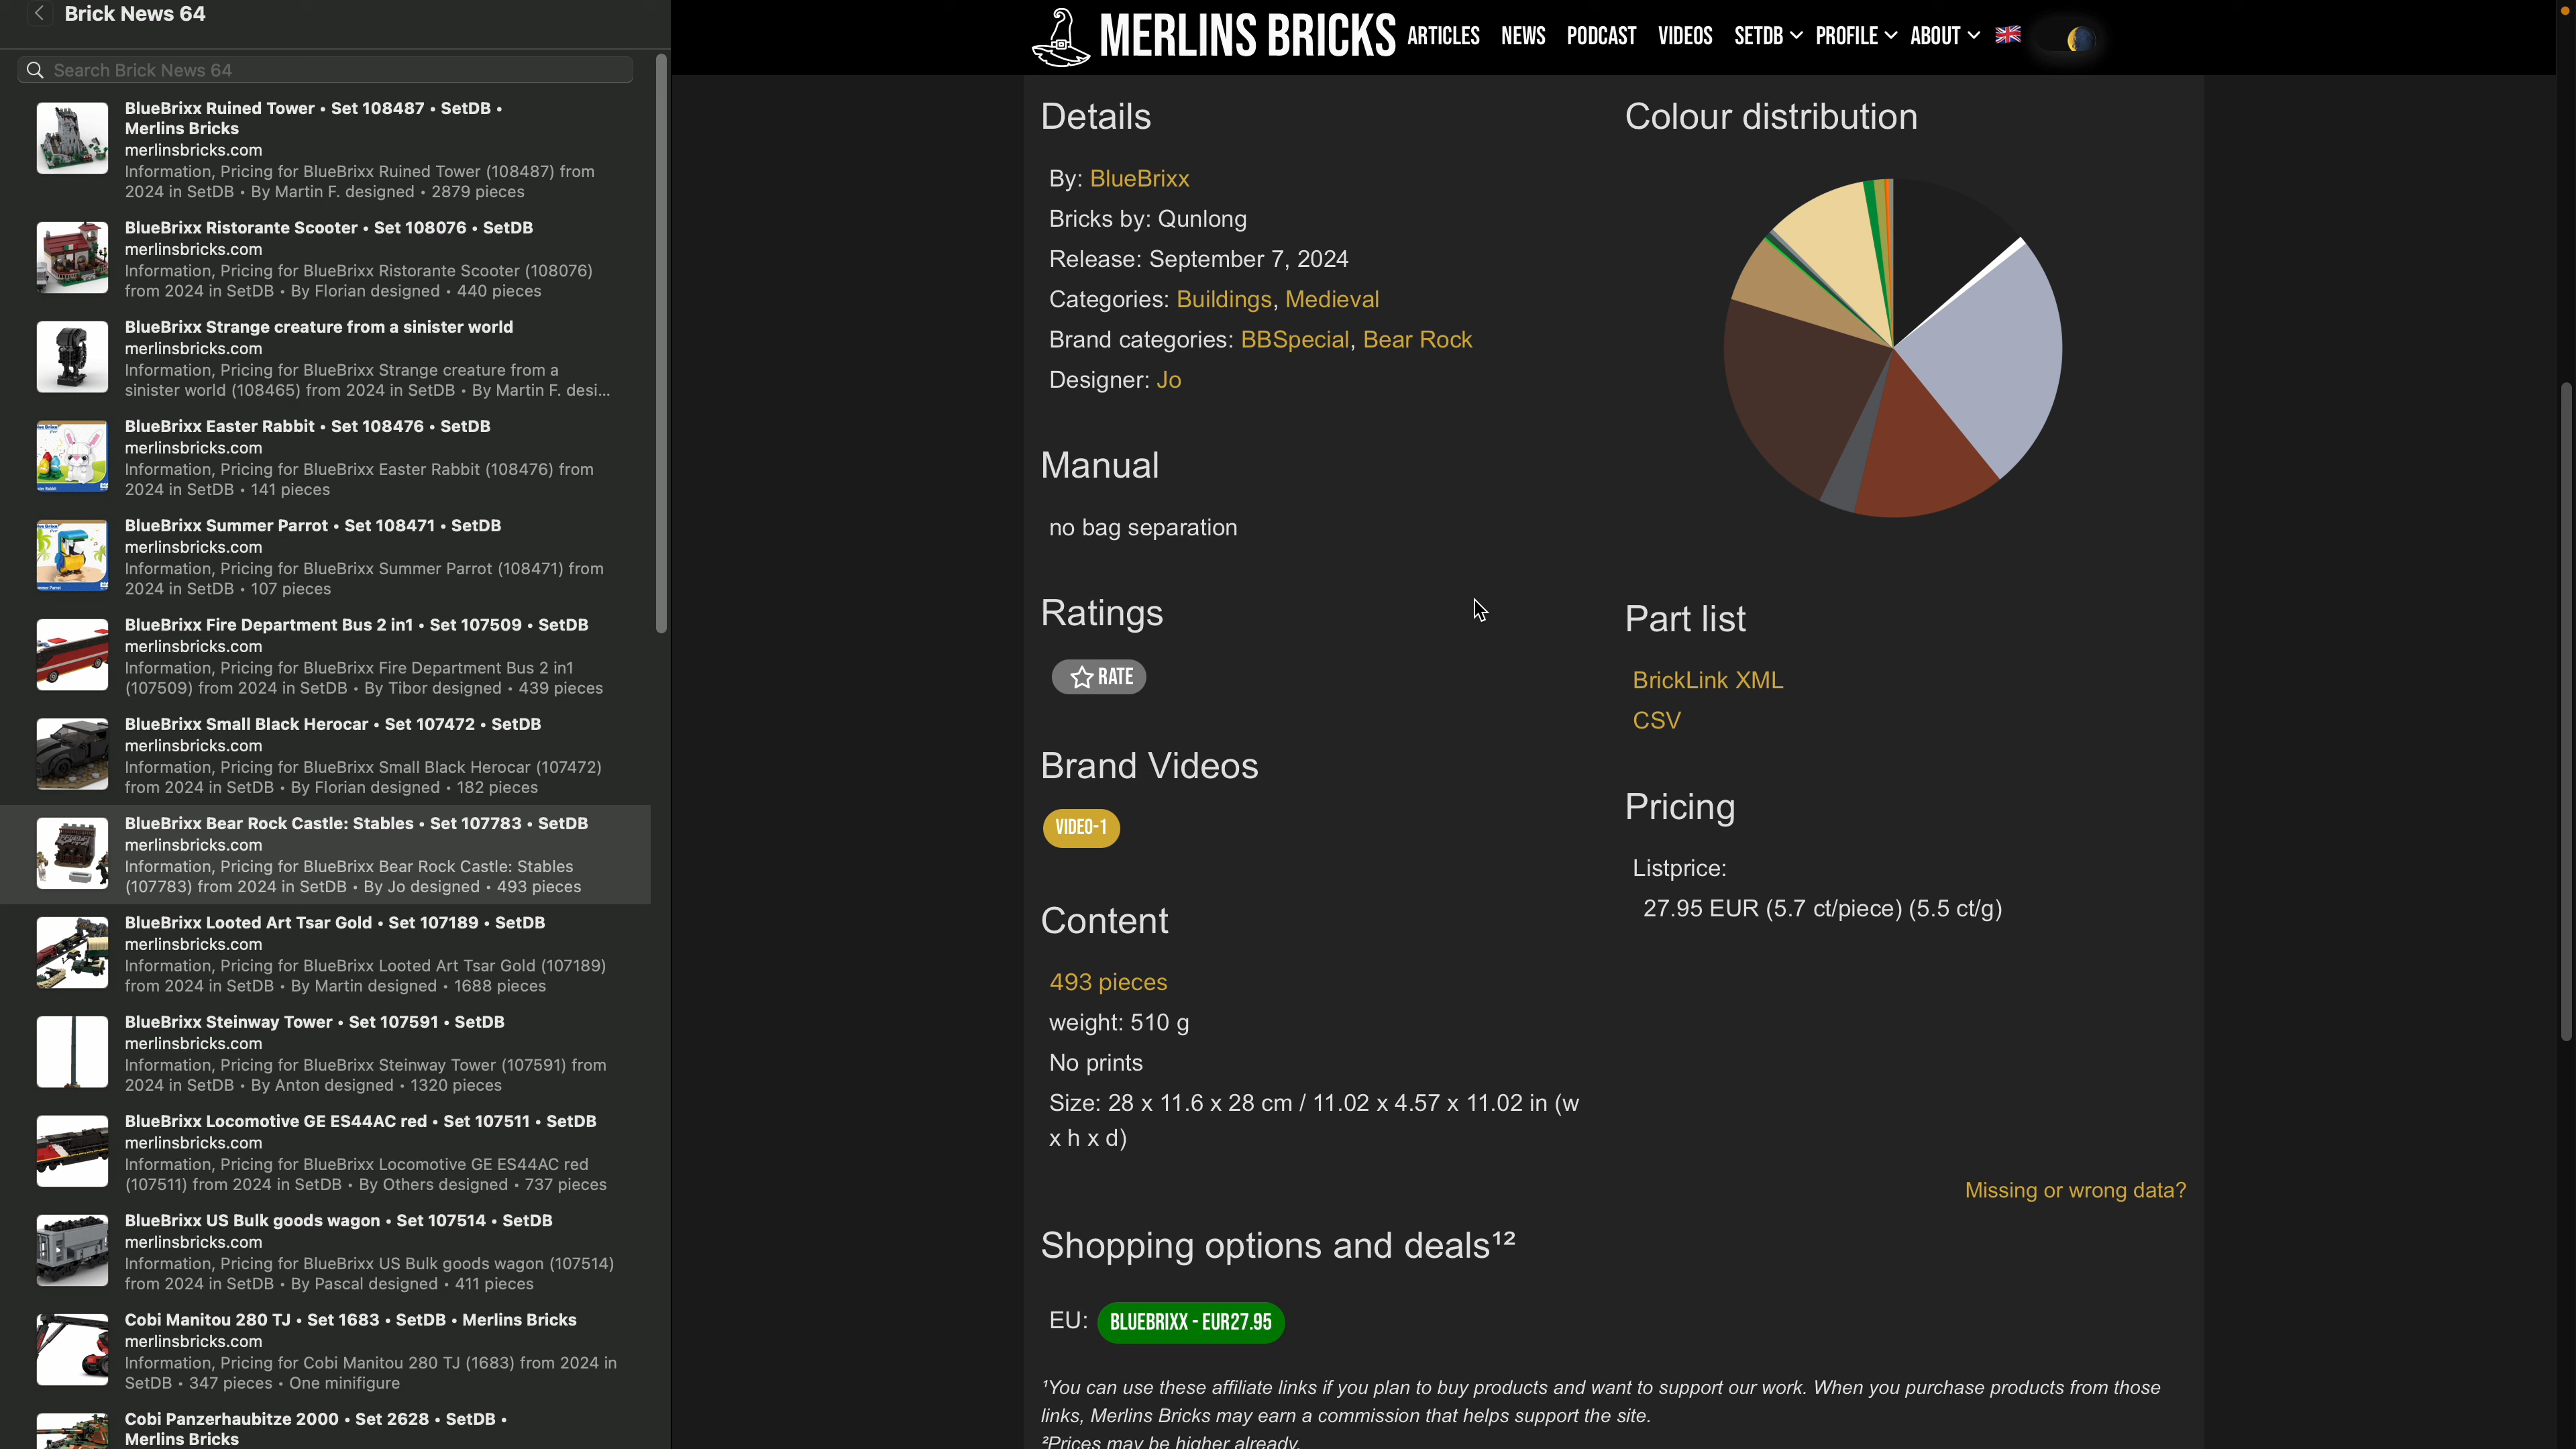 Brick News 64
Search Brick News 64
BlueBrixx Ruined Tower • Set 108487 • SetDB •
Merlins Bricks
merlinsbricks.com
Information, Pricing for BlueBrixx Ruined Tower (108487) from
2024 in SetDB • By Martin F. designed • 2879 pieces
BlueBrixx Ristorante Scooter • Set 108076 • SetDB
merlinsbricks.com
Information, Pricing for BlueBrixx Ristorante Scooter (108076)
from 2024 in SetDB • By Florian designed • 440 pieces
BlueBrixx Strange creature from a sinister world
merlinsbricks.com
Information, Pricing for BlueBrixx Strange creature from a
sinister world (108465) from 2024 in SetDB • By Martin F. desi...
BlueBrixx Easter Rabbit • Set 108476 • SetDB
merlinsbricks.com
Information, Pricing for BlueBrixx Easter Rabbit (108476) from
2024 in SetDB • 141 pieces
BlueBrixx Summer Parrot • Set 108471 • SetDB
merlinsbricks.com
Information, Pricing for BlueBrixx Summer Parrot (108471) from
2024 in SetDB • 107 pieces
BlueBrixx Fire Department Bus 2 in1 • Set 107509 • SetDB
merlinsbricks.com
Information, Pricing for BlueBrixx Fire Department Bus 2 in1
(107509) from 2024 in SetDB • By Tibor designed • 439 pieces
BlueBrixx Small Black Herocar • Set 107472 • SetDB
merlinsbricks.com
Information, Pricing for BlueBrixx Small Black Herocar (107472)
from 2024 in SetDB • By Florian designed • 182 pieces
BlueBrixx Bear Rock Castle: Stables • Set 107783 • SetDB
merlinsbricks.com
Information, Pricing for BlueBrixx Bear Rock Castle: Stables
(107783) from 2024 in SetDB • By Jo designed • 493 pieces
BlueBrixx Looted Art Tsar Gold • Set 107189 • SetDB
merlinsbricks.com
Information, Pricing for BlueBrixx Looted Art Tsar Gold (107189)
from 2024 in SetDB • By Martin designed • 1688 pieces
BlueBrixx Steinway Tower • Set 107591 • SetDB
merlinsbricks.com
Information, Pricing for BlueBrixx Steinway Tower (107591) from
2024 in SetDB • By Anton designed • 1320 pieces
BlueBrixx Locomotive GE ES44AC red • Set 107511 • SetDB
merlinsbricks.com
Information, Pricing for BlueBrixx Locomotive GE ES44AC red
(107511) from 2024 in SetDB • By Others designed • 737 pieces
BlueBrixx US Bulk goods wagon • Set 107514 • SetDB
merlinsbricks.com
Information, Pricing for BlueBrixx US Bulk goods wagon (107514)
from 2024 in SetDB • By Pascal designed • 411 pieces
Cobi Manitou 280 TJ • Set 1683 • SetDB • Merlins Bricks
merlinsbricks.com
Information, Pricing for Cobi Manitou 280 TJ (1683) from 2024 in
SetDB • 347 pieces • One minifigure
Cobi Panzerhaubitze 2000 • Set 2628 • SetDB •
Merlins Bricks
MERLINS BRICKS ARTICLES NEWS PODCAST VIDEOS SETDB PROFILE ABOUT
Details
By: BlueBrixx
Bricks by: Qunlong
Release: September 7, 2024
Categories: Buildings, Medieval
Brand categories: BBSpecial, Bear Rock
Designer: Jo
Manual
no bag separation
Ratings
RATE
Brand Videos
VIDEO-1
Content
493 pieces
weight: 510 g
No prints
Size: 28 x 11.6 x 28 cm / 11.02 x 4.57 x 11.02 in (w
x h x d)
Colour distribution
Part list
BrickLink XML
CSV
Pricing
Listprice:
27.95 EUR (5.7 ct/piece) (5.5 ct/g)
Missing or wrong data?
Shopping options and deals¹²
EU: BLUEBRIXX - EUR27.95
¹You can use these affiliate links if you plan to buy products and want to support our work. When you purchase products from those
links, Merlins Bricks may earn a commission that helps support the site.
²Prices may be higher already.